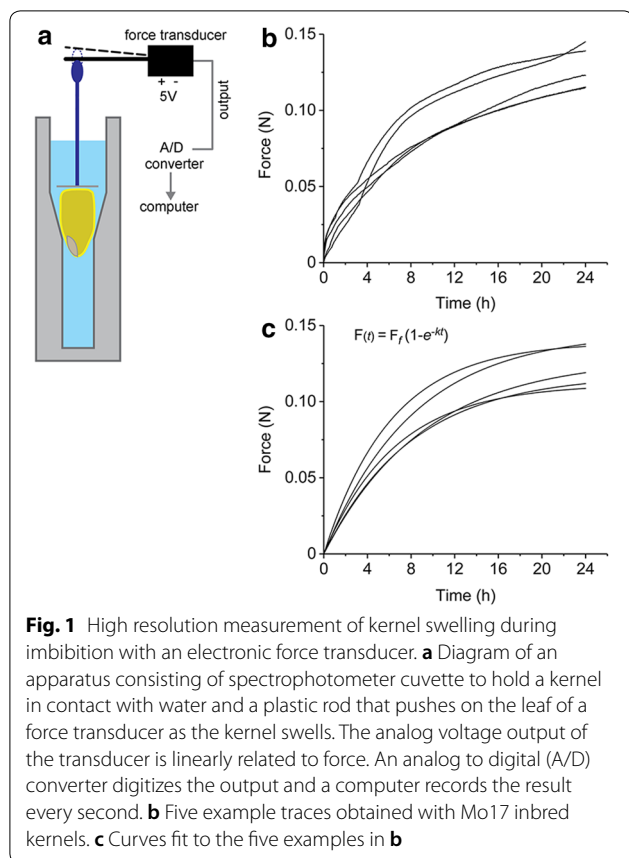 a
force transducer
+ -
5V
output
A/D
converter
computer
b
0.15
0.10
0.05
0
Force (N)
0 4 8 12 16 20 24
Time (h)
c
F(t) = Ff (1-e-kt)
0.15
0.10
0.05
0
Force (N)
0 4 8 12 16 20 24
Time (h)
Fig. 1 High resolution measurement of kernel swelling during
imbibition with an electronic force transducer. a Diagram of an
apparatus consisting of spectrophotometer cuvette to hold a kernel
in contact with water and a plastic rod that pushes on the leaf of a
force transducer as the kernel swells. The analog voltage output of
the transducer is linearly related to force. An analog to digital (A/D)
converter digitizes the output and a computer records the result
every second. b Five example traces obtained with Mo17 inbred
kernels. c Curves fit to the five examples in b